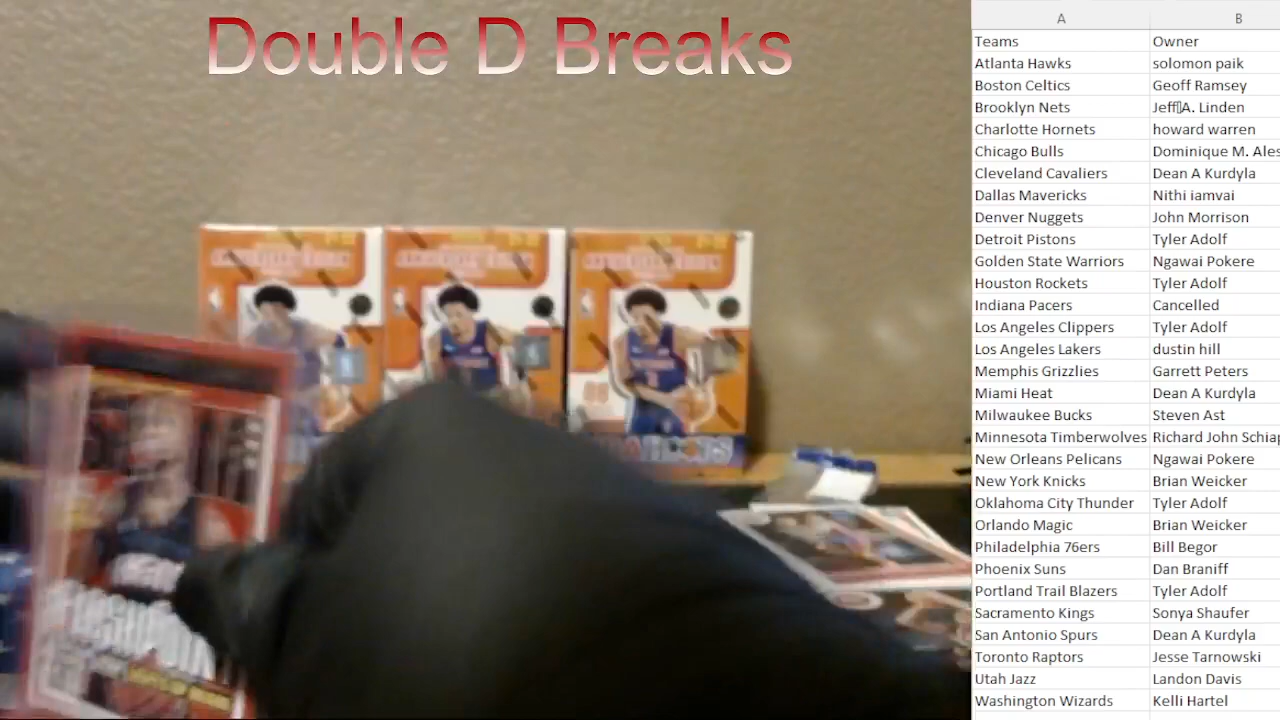 Double D Breaks
A B
Teams Owner
Atlanta Hawks solomon paik
Boston Celtics Geoff Ramsey
Brooklyn Nets Jeff A. Linden
Charlotte Hornets howard warren
Chicago Bulls Dominique M. Ales
Cleveland Cavaliers Dean A Kurdyla
Dallas Mavericks Nithi iamvai
Denver Nuggets John Morrison
Detroit Pistons Tyler Adolf
Golden State Warriors Ngawai Pokere
Houston Rockets Tyler Adolf
Indiana Pacers Cancelled
Los Angeles Clippers Tyler Adolf
Los Angeles Lakers dustin hill
Memphis Grizzlies Garrett Peters
Miami Heat Dean A Kurdyla
Milwaukee Bucks Steven Ast
Minnesota Timberwolves Richard John Schiap
New Orleans Pelicans Ngawai Pokere
New York Knicks Brian Weicker
Oklahoma City Thunder Tyler Adolf
Orlando Magic Brian Weicker
Philadelphia 76ers Bill Begor
Phoenix Suns Dan Braniff
Portland Trail Blazers Tyler Adolf
Sacramento Kings Sonya Shaufer
San Antonio Spurs Dean A Kurdyla
Toronto Raptors Jesse Tarnowski
Utah Jazz Landon Davis
Washington Wizards Kelli Hartel